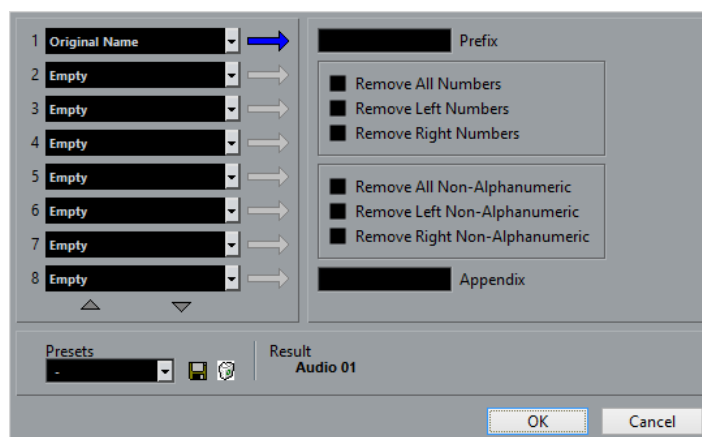 1 Original Name
2 Empty
3 Empty
4 Empty
5 Empty
6 Empty
7 Empty
8 Empty
Prefix
Remove All Numbers
Remove Left Numbers
Remove Right Numbers
Remove All Non-Alphanumeric
Remove Left Non-Alphanumeric
Remove Right Non-Alphanumeric
Appendix
Presets
-
Result
Audio 01
OK Cancel